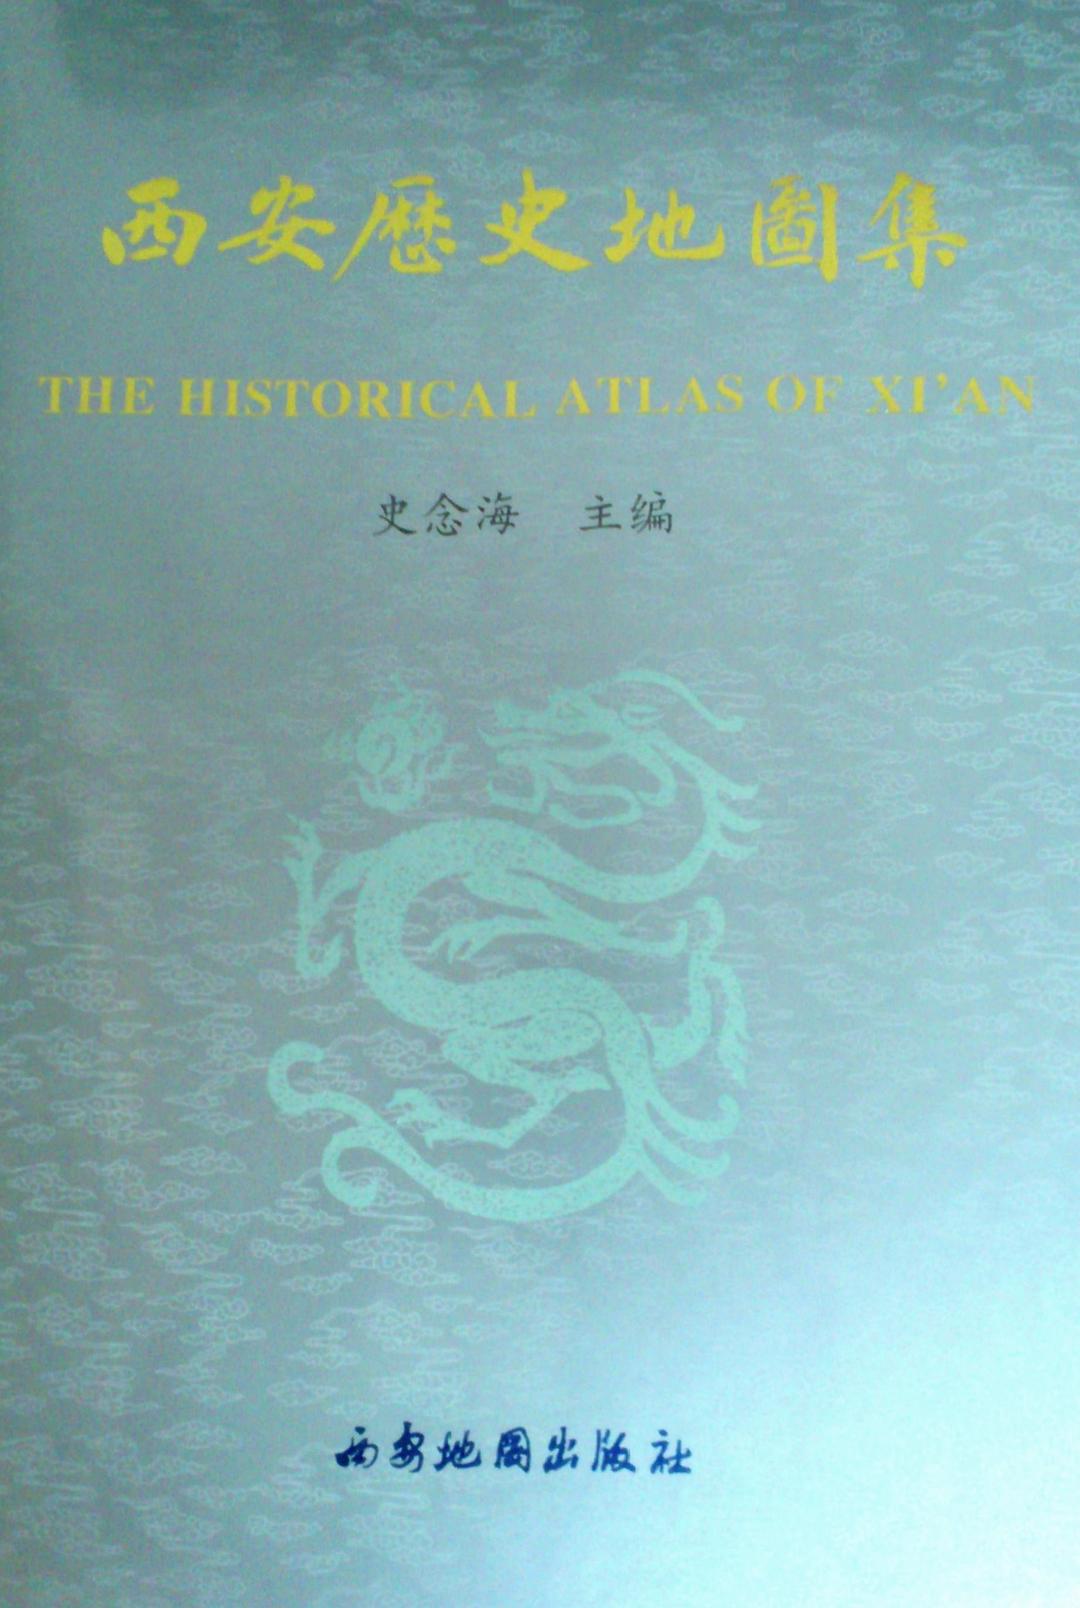 西安歷史地圖集
THE HISTORICAL ATLAS OF XI'AN
史念海 主编
西安地图出版社